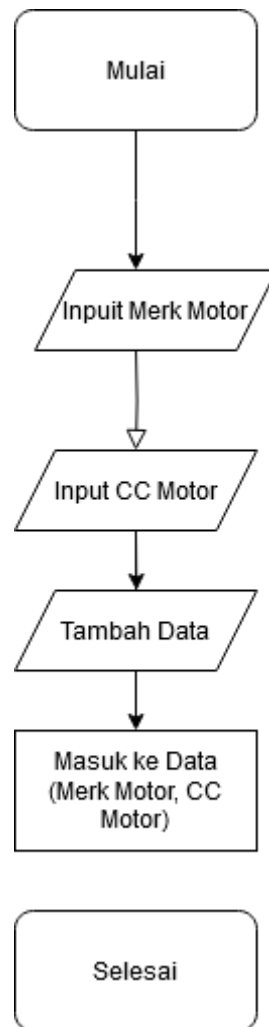 Mulai
Inpuit Merk Motor
Input CC Motor
Tambah Data
Masuk ke Data
(Merk Motor, CC
Motor)
Selesai